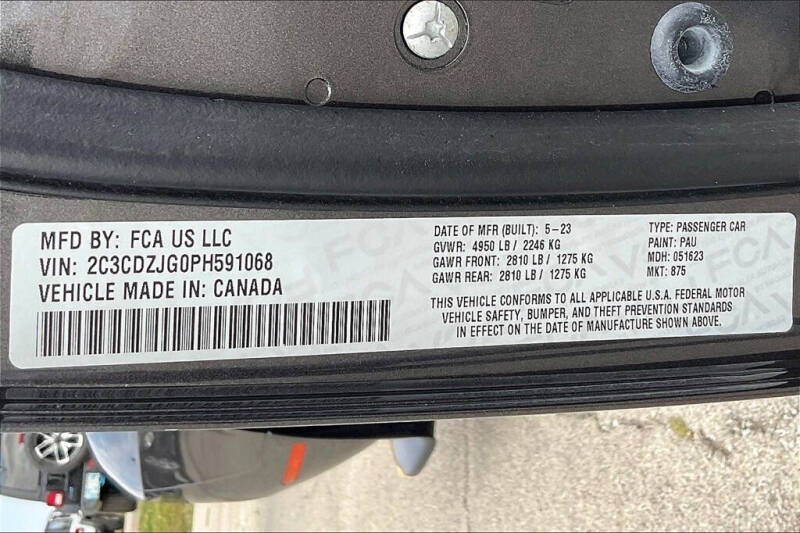 MFD BY: FCA US LLC
VIN: 2C3CDZJG0PH591068
VEHICLE MADE IN: CANADA
DATE OF MFR (BUILT): 5-23
GVWR: 4950 LB / 2246 KG
GAWR FRONT: 2810 LB / 1275 KG
GAWR REAR: 2810 LB / 1275 KG
TYPE: PASSENGER CAR
PAINT: PAU
MDH: 051623
MKT: 875
THIS VEHICLE CONFORMS TO ALL APPLICABLE U.S.A. FEDERAL MOTOR
VEHICLE SAFETY, BUMPER, AND THEFT PREVENTION STANDARDS
IN EFFECT ON THE DATE OF MANUFACTURE SHOWN ABOVE.